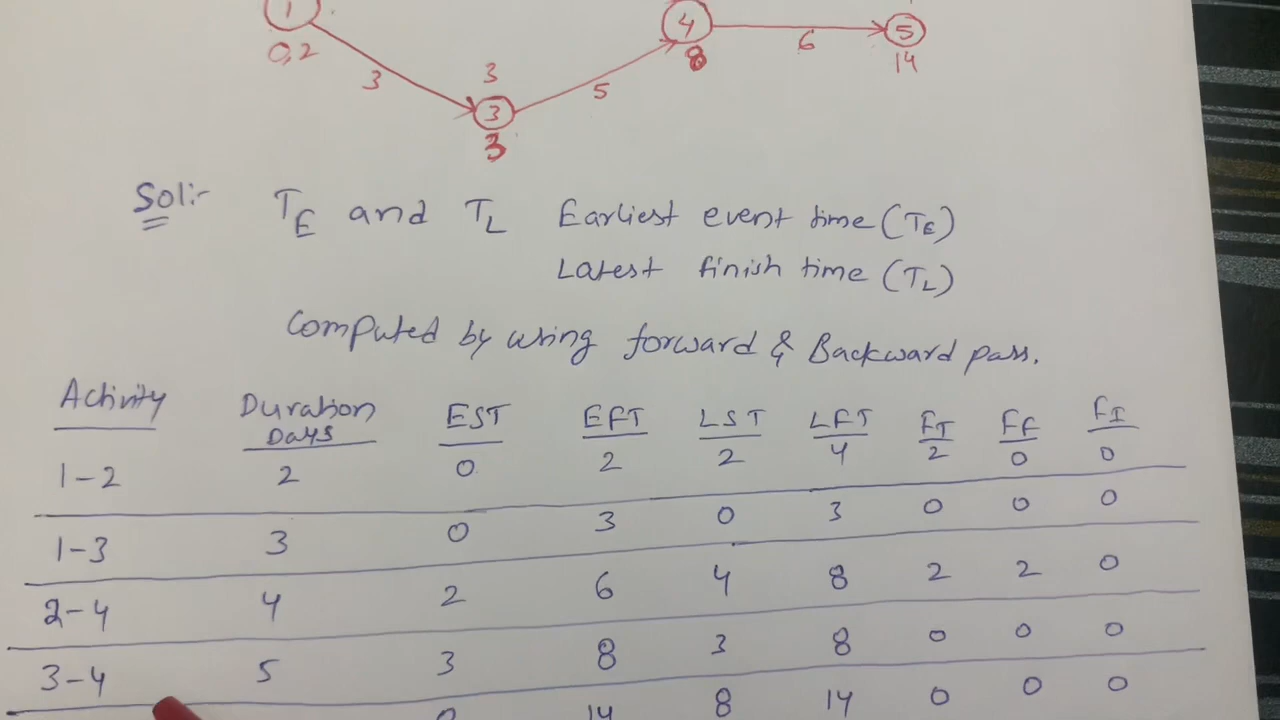 1 4 6 5
0,2 8 14
3 3 5
3
3
Sol:- TE and TL Earliest event time (TE)
Latest finish time (TL)
Computed by using forward & Backward pass.
Activity Duration Days EST EFT LST LFT FT FF FI
1-2 2 0 2 2 4 2 0 0
1-3 3 0 3 0 3 0 0 0
2-4 4 2 6 4 8 2 2 0
3-4 5 3 8 3 8 0 0 0
14 8 14 0 0 0